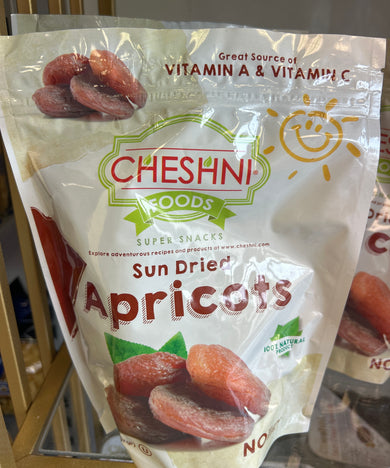 Great Source of
VITAMIN A & VITAMIN C
CHESHNI®
FOODS
SUPER SNACKS
Explore adventurous recipes and products at www.cheshni.com
Sun Dried
Apricots
100% NATURAL
PRODUCT
NO